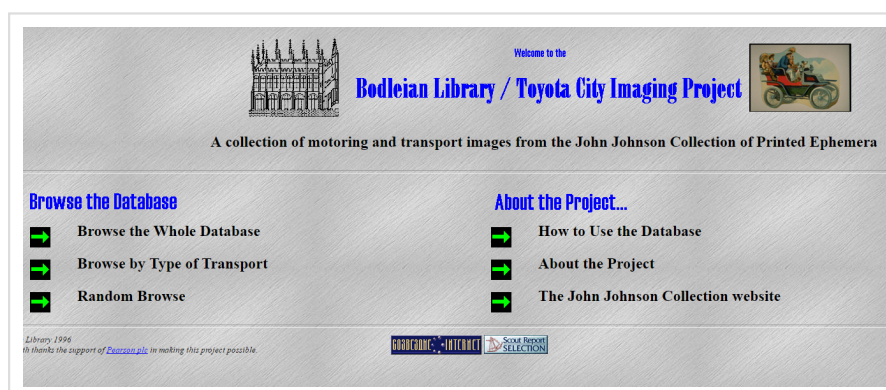 Welcome to the
Bodleian Library / Toyota City Imaging Project
A collection of motoring and transport images from the John Johnson Collection of Printed Ephemera
Browse the Database
Browse the Whole Database
Browse by Type of Transport
Random Browse
About the Project...
How to Use the Database
About the Project
The John Johnson Collection website
Library 1996
th thanks the support of Pearson plc in making this project possible.
Scout Report
SELECTION